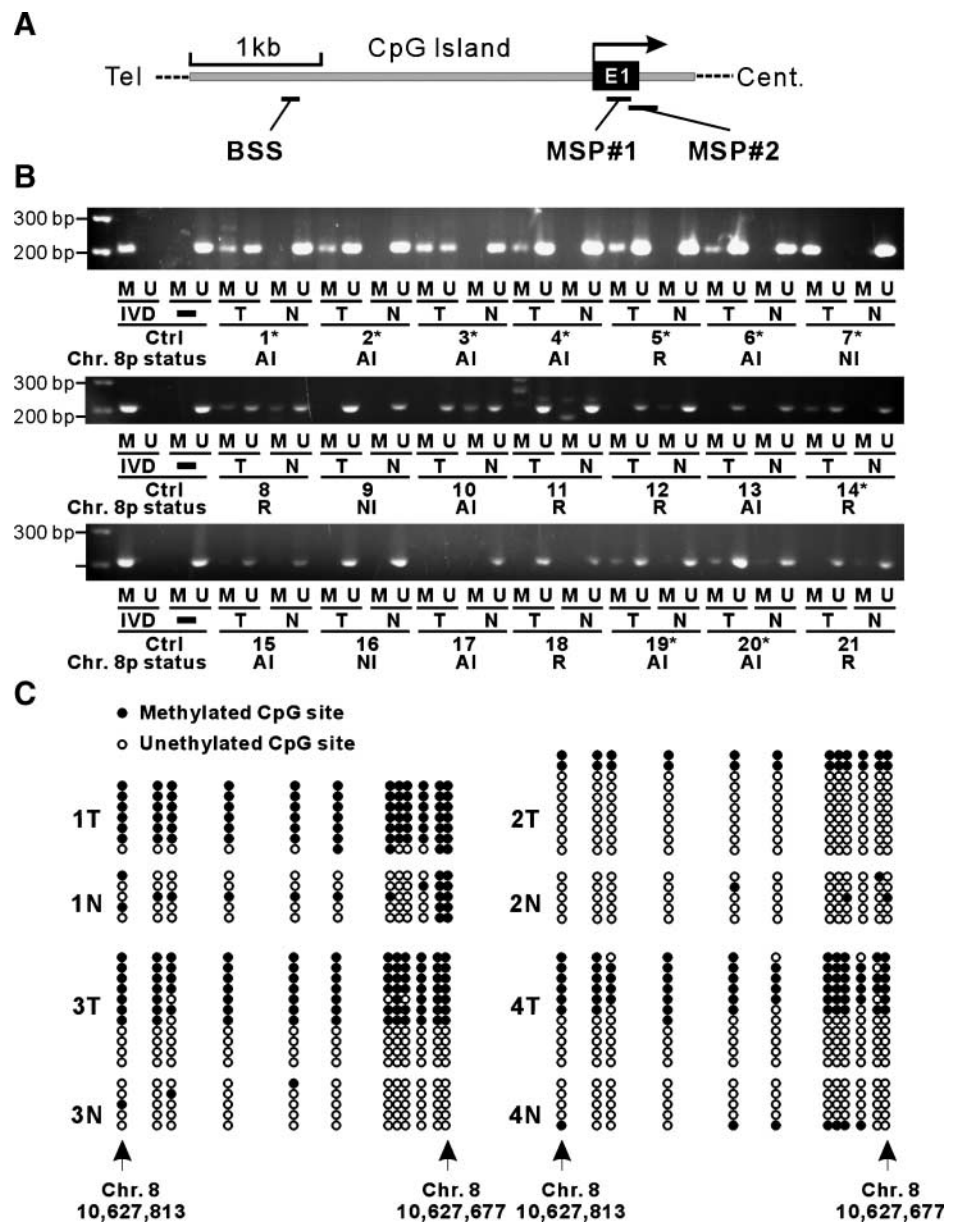 A
1kb CpG Island
Tel E1 Cent.
BSS MSP#1 MSP#2
B
300 bp
200 bp
M U M U M U M U M U M U M U M U M U M U M U M U M U M U M U M U
IVD T N T N T N T N T N T N T N
Ctrl 1* 2* 3* 4* 5* 6* 7*
Chr. 8p status AI AI AI AI R AI NI
300 bp
200 bp
M U M U M U M U M U M U M U M U M U M U M U M U M U M U M U M U
IVD T N T N T N T N T N T N T N
Ctrl 8 9 10 11 12 13 14*
Chr. 8p status R NI AI R R AI R
300 bp
M U M U M U M U M U M U M U M U M U M U M U M U M U M U M U M U
IVD T N T N T N T N T N T N T N
Ctrl 15 16 17 18 19* 20* 21
Chr. 8p status AI NI AI R AI AI R
C
Methylated CpG site
Unethylated CpG site
1T 2T
1N 2N
3T 4T
3N 4N
Chr. 8 Chr. 8 Chr. 8 Chr. 8
10,627,813 10,627,677 10,627,813 10,627,677